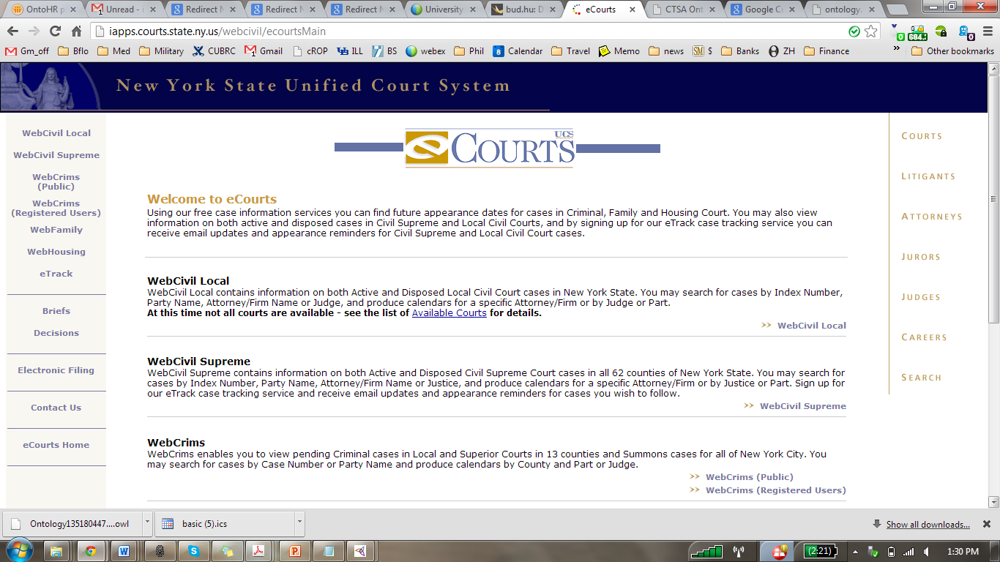 OntoHR p
Unread - i
Redirect N
Redirect N
Redirect N
University
bud.hu: D
eCourts
CTSA Ont
Google Cu
ontology.
iapps.courts.state.ny.us/webcivil/ecourtsMain
0
684..
0
Gm_off
Bflo
Med
Military
CUBRC
Gmail
cROP
ILL
BS
webex
Phil
8 Calendar
Travel
Memo
news
SM $
Banks
ZH
Finance
»
Other bookmarks
New York State Unified Court System
WebCivil Local
WebCivil Supreme
WebCrims
(Public)
WebCrims
(Registered Users)
WebFamily
WebHousing
eTrack
Briefs
Decisions
Electronic Filing
Contact Us
eCourts Home
e COURTS UCS
Welcome to eCourts
Using our free case information services you can find future appearance dates for cases in Criminal, Family and Housing Court. You may also view
information on both active and disposed cases in Civil Supreme and Local Civil Courts, and by signing up for our eTrack case tracking service you can
receive email updates and appearance reminders for Civil Supreme and Local Civil Court cases.
WebCivil Local
WebCivil Local contains information on both Active and Disposed Local Civil Court cases in New York State. You may search for cases by Index Number,
Party Name, Attorney/Firm Name or Judge, and produce calendars for a specific Attorney/Firm or by Judge or Part.
At this time not all courts are available - see the list of Available Courts for details.
>> WebCivil Local
WebCivil Supreme
WebCivil Supreme contains information on both Active and Disposed Civil Supreme Court cases in all 62 counties of New York State. You may search for
cases by Index Number, Party Name, Attorney/Firm Name or Justice, and produce calendars for a specific Attorney/Firm or by Justice or Part. Sign up for
our eTrack case tracking service and receive email updates and appearance reminders for cases you wish to follow.
>> WebCivil Supreme
WebCrims
WebCrims enables you to view pending Criminal cases in Local and Superior Courts in 13 counties and Summons cases for all of New York City. You
may search for cases by Case Number or Party Name and produce calendars by County and Part or Judge.
>> WebCrims (Public)
>> WebCrims (Registered Users)
COURTS
LITIGANTS
ATTORNEYS
JURORS
JUDGES
CAREERS
SEARCH
Ontology135180447....owl
basic (5).ics
Show all downloads...
(2:21)
1:30 PM